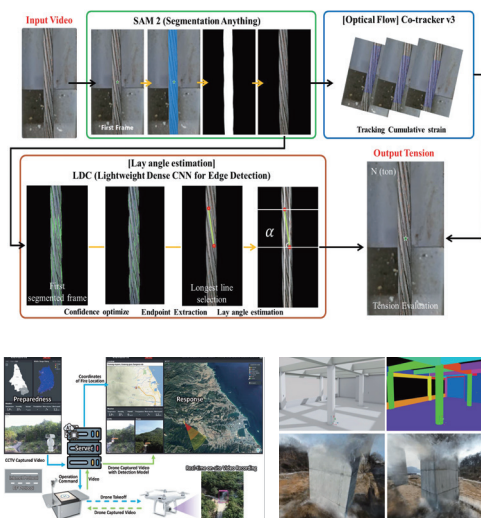 Input Video
SAM 2 (Segmentation Anything)
First Frame
[Optical Flow] Co-tracker v3
Tracking Cumulative strain
[Lay angle estimation]
LDC (Lightweight Dense CNN for Edge Detection)
First
segmented frame
Longest line
selection
α
Confidence optimize
Endpoint Extraction
Lay angle estimation
Output Tension
N (ton)
Tension Evaluation
Preparedness
Coordinates
of Fire Location
Response
CCTV Captured Video
Server
Operation
Command
Video
Drone Captured Video
with Detection Model
Real-time on-site Video Recording
Drone Takeoff
Drone Captured Video